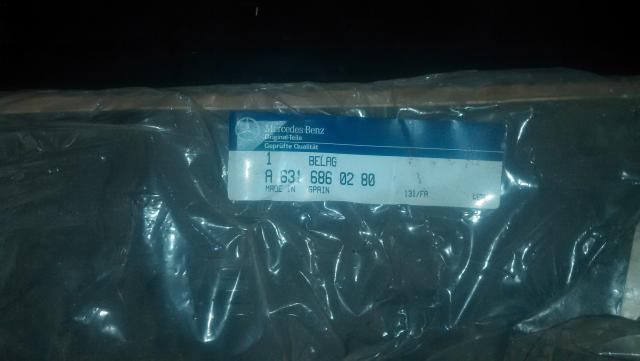 Mercedes-Benz
Original-Teile
Geprüfte Qualität
1 BELAG
A 631 686 02 80
MADE IN SPAIN 131/FA